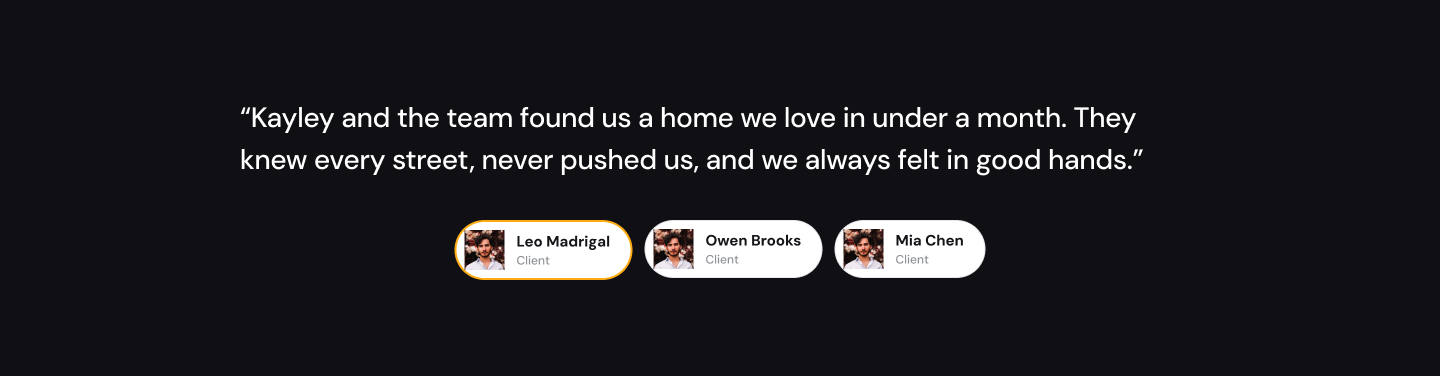 “Kayley and the team found us a home we love in under a month. They
knew every street, never pushed us, and we always felt in good hands.”
Leo Madrigal
Client
Owen Brooks
Client
Mia Chen
Client